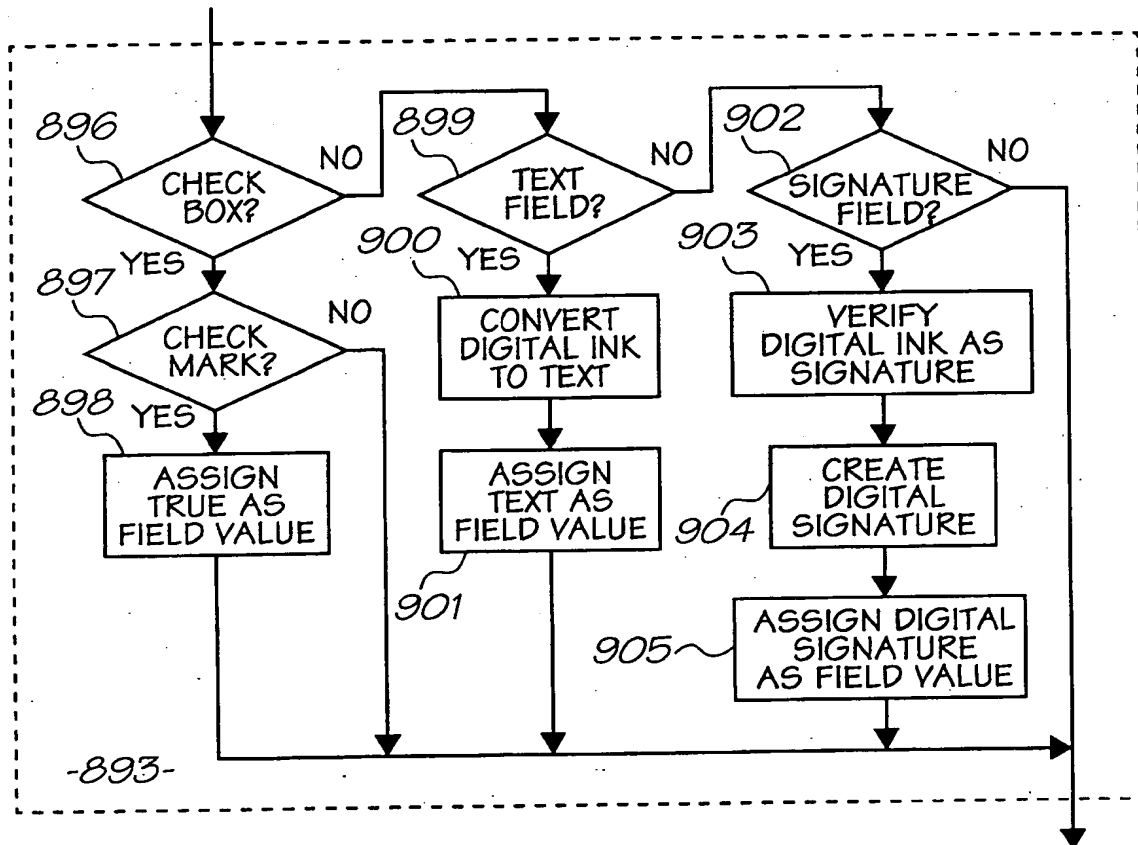 896
CHECK
BOX?
NO
YES
897
CHECK
MARK?
NO
YES
898
ASSIGN
TRUE AS
FIELD VALUE
899
TEXT
FIELD?
NO
YES
900
CONVERT
DIGITAL INK
TO TEXT
ASSIGN
TEXT AS
FIELD VALUE
901
902
SIGNATURE
FIELD?
NO
YES
903
VERIFY
DIGITAL INK AS
SIGNATURE
CREATE
DIGITAL
SIGNATURE
904
ASSIGN DIGITAL
SIGNATURE
AS FIELD VALUE
905
-893-